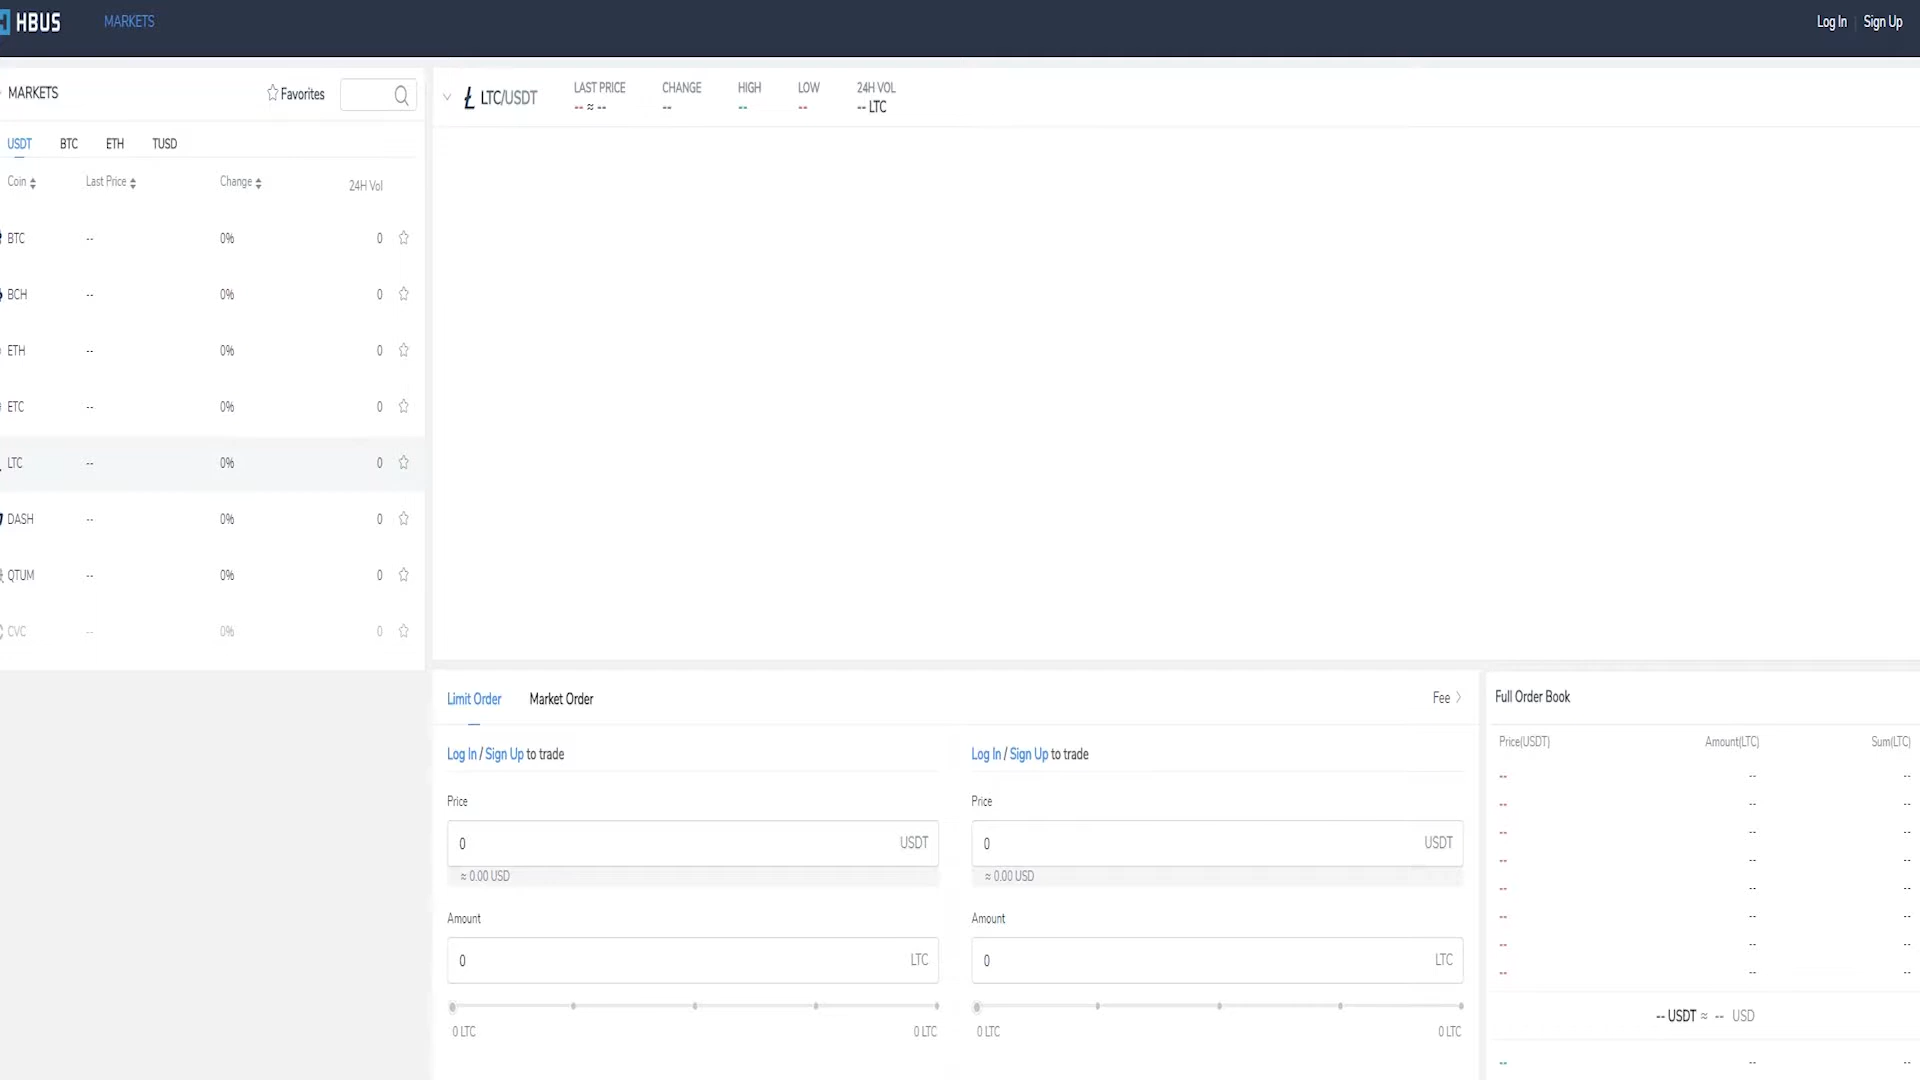 HBUS MARKETS Log In Sign Up
MARKETS Favorites
USDT BTC ETH TUSD
Coin Last Price Change 24H Vol
BTC -- 0% 0
BCH -- 0% 0
ETH -- 0% 0
ETC -- 0% 0
LTC -- 0% 0
DASH -- 0% 0
QTUM -- 0% 0
CVC -- 0% 0
LTC/USDT
LAST PRICE CHANGE HIGH LOW 24H VOL
-- ≈ -- -- -- -- -- LTC
Limit Order Market Order Fee
Log In / Sign Up to trade
Price
0 USDT
≈ 0.00 USD
Amount
0 LTC
0 LTC 0 LTC
Log In / Sign Up to trade
Price
0 USDT
≈ 0.00 USD
Amount
0 LTC
0 LTC 0 LTC
Full Order Book
Price(USDT) Amount(LTC) Sum(LTC)
-- -- --
-- -- --
-- -- --
-- -- --
-- -- --
-- -- --
-- -- --
-- -- --
-- USDT ≈ -- USD
-- -- --